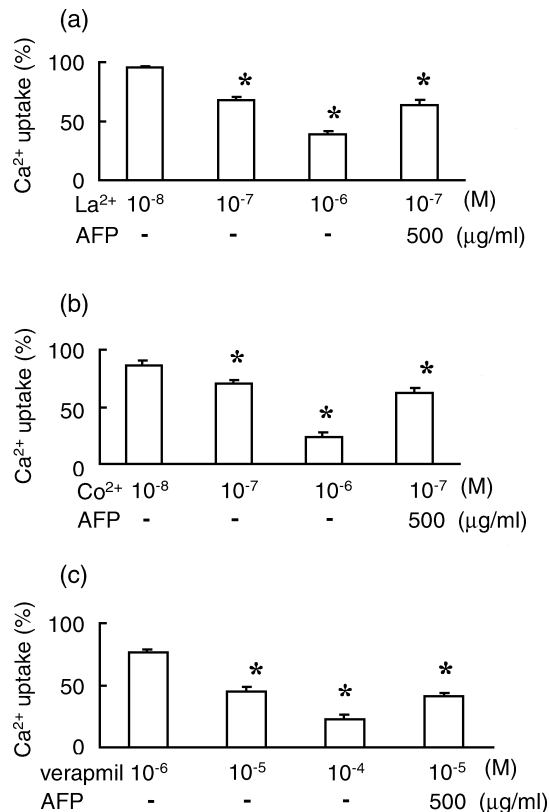 (a)
Ca²⁺ uptake (%)
100
50
0
* * *
La²⁺ 10⁻⁸ 10⁻⁷ 10⁻⁶ 10⁻⁷ (M)
AFP - - - 500 (μg/ml)
(b)
Ca²⁺ uptake (%)
100
50
0
* * *
Co²⁺ 10⁻⁸ 10⁻⁷ 10⁻⁶ 10⁻⁷ (M)
AFP - - - 500 (μg/ml)
(c)
Ca²⁺ uptake (%)
100
50
0
* * *
verapmil 10⁻⁶ 10⁻⁵ 10⁻⁴ 10⁻⁵ (M)
AFP - - - 500 (μg/ml)